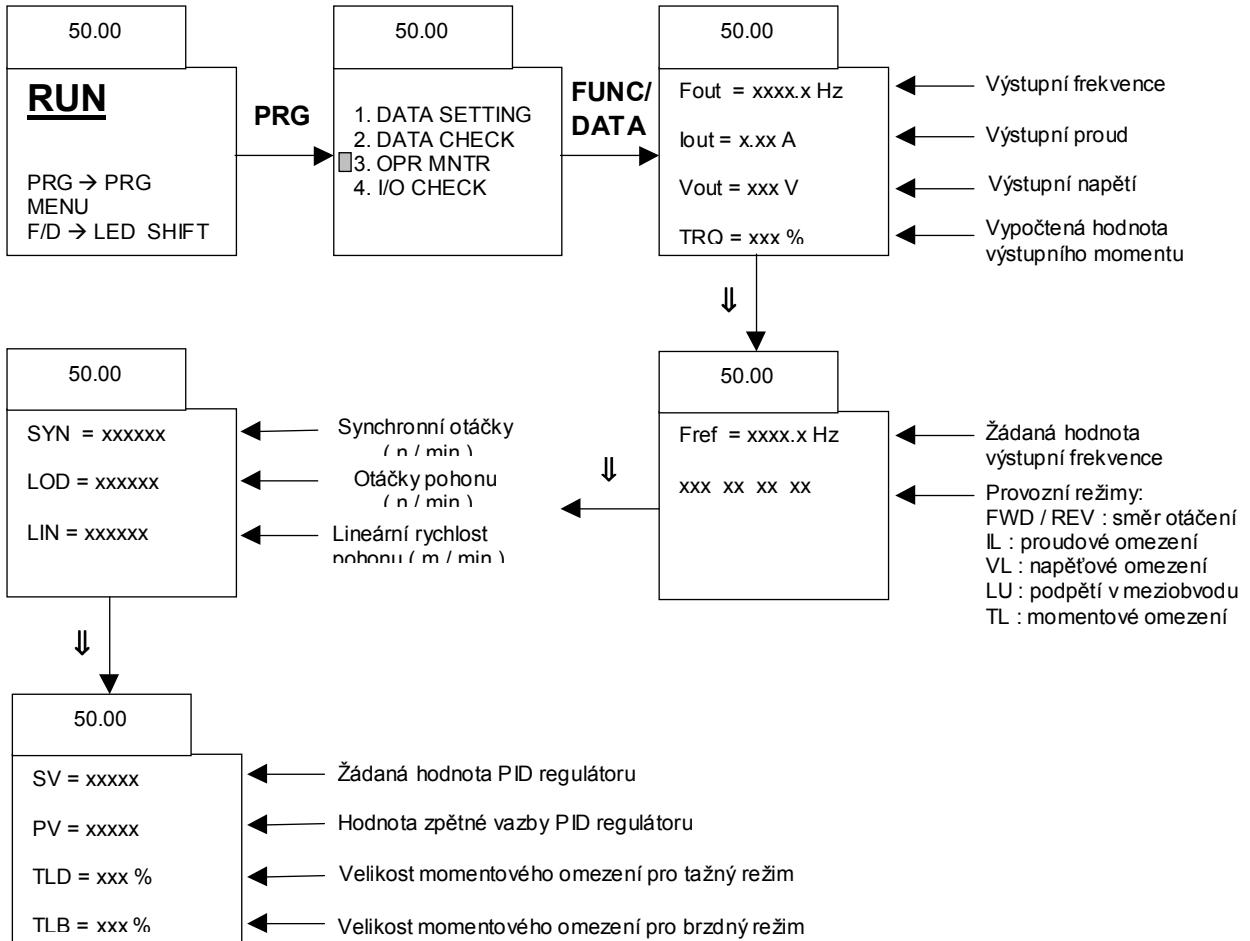 50.00
RUN
PRG → PRG
MENU
F/D → LED SHIFT
PRG
50.00
1. DATA SETTING
2. DATA CHECK
3. OPR MNTR
4. I/O CHECK
FUNC/
DATA
50.00
Fout = xxxx.x Hz
Iout = x.xx A
Vout = xxx V
TRQ = xxx %
Výstupní frekvence
Výstupní proud
Výstupní napětí
Vypočtená hodnota
výstupního momentu
⇓
50.00
Fref = xxxx.x Hz
xxx xx xx xx
Žádaná hodnota
výstupní frekvence
Provozní režimy:
FWD / REV : směr otáčení
IL : proudové omezení
VL : napěťové omezení
LU : podpětí v meziobvodu
TL : momentové omezení
⇓
50.00
SYN = xxxxxx
LOD = xxxxxx
LIN = xxxxxx
Synchronní otáčky
( n / min )
Otáčky pohonu
( n / min )
Lineární rychlost
pohonu ( m / min )
⇓
50.00
SV = xxxxx
PV = xxxxx
TLD = xxx %
TLB = xxx %
Žádaná hodnota PID regulátoru
Hodnota zpětné vazby PID regulátoru
Velikost momentového omezení pro tažný režim
Velikost momentového omezení pro brzdný režim